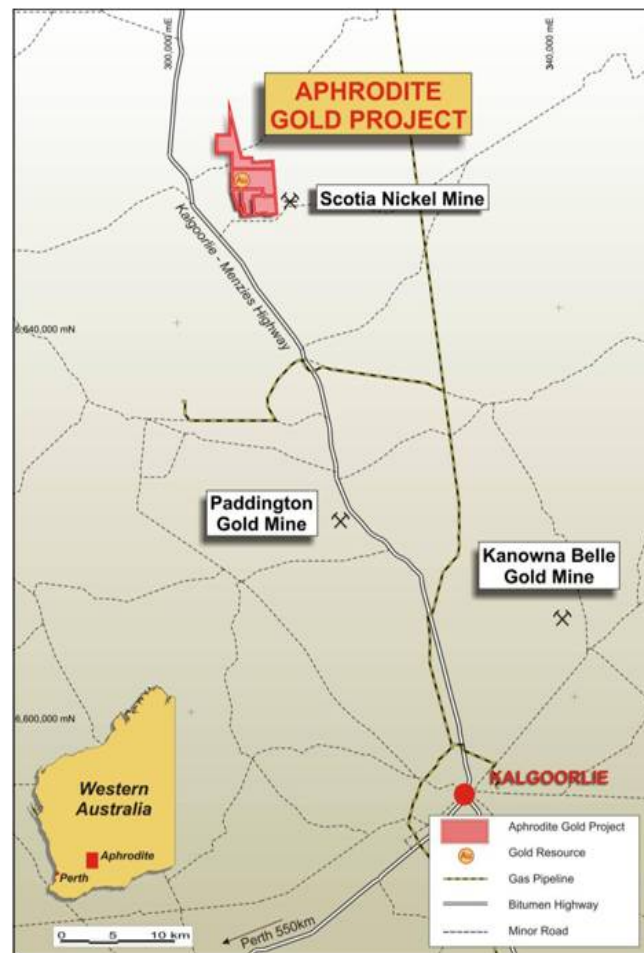 300,000 mE
340,000 mE
APHRODITE
GOLD PROJECT
Au
Scotia Nickel Mine
Kalgoorlie - Menzies Highway
6,640,000 mN
Paddington
Gold Mine
Kanowna Belle
Gold Mine
6,600,000 mN
KALGOORLIE
Western
Australia
Aphrodite
Perth
0 5 10 km
Perth 550km
Aphrodite Gold Project
Au
Gold Resource
Gas Pipeline
Bitumen Highway
Minor Road